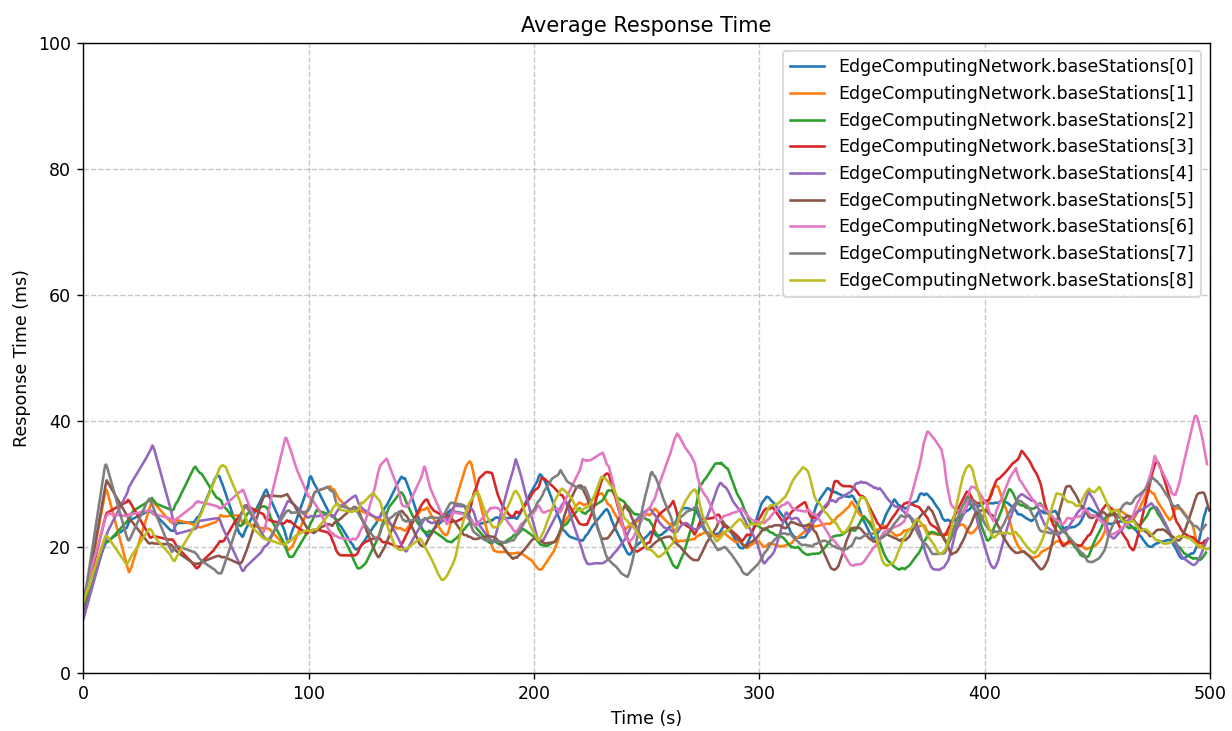 Average Response Time
100
80
60
40
20
0
Response Time (ms)
0 100 200 300 400 500
Time (s)
EdgeComputingNetwork.baseStations[0]
EdgeComputingNetwork.baseStations[1]
EdgeComputingNetwork.baseStations[2]
EdgeComputingNetwork.baseStations[3]
EdgeComputingNetwork.baseStations[4]
EdgeComputingNetwork.baseStations[5]
EdgeComputingNetwork.baseStations[6]
EdgeComputingNetwork.baseStations[7]
EdgeComputingNetwork.baseStations[8]